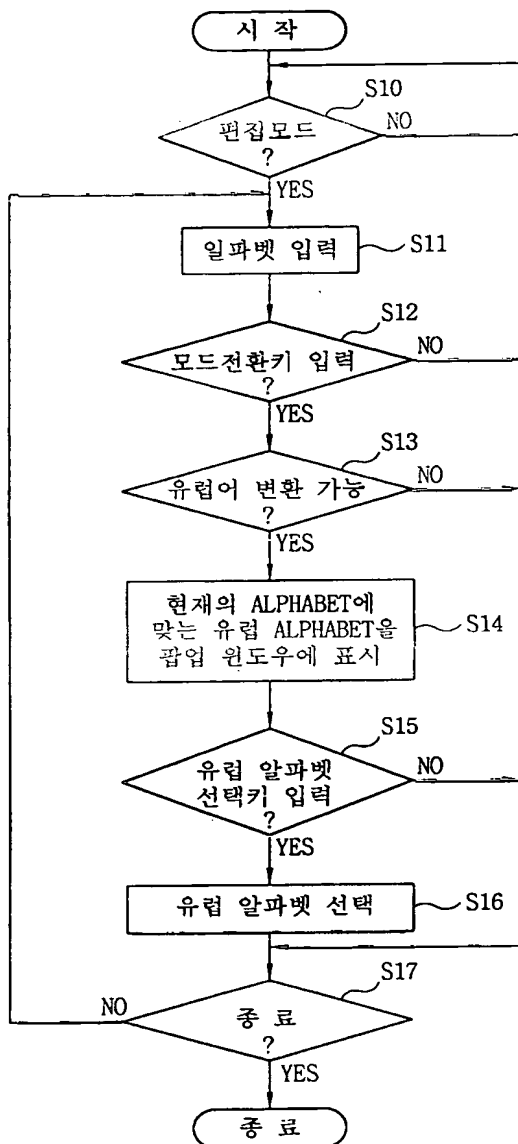 시 작
S10
편집모드
?
NO
YES
일파벳 입력
S11
S12
모드전환키 입력
?
NO
YES
S13
유럽어 변환 가능
?
NO
YES
현재의 ALPHABET에
맞는 유럽 ALPHABET을
팝업 윈도우에 표시
S14
S15
유럽 알파벳
선택키 입력
?
NO
YES
유럽 알파벳 선택
S16
S17
NO
종 료
?
YES
종 료